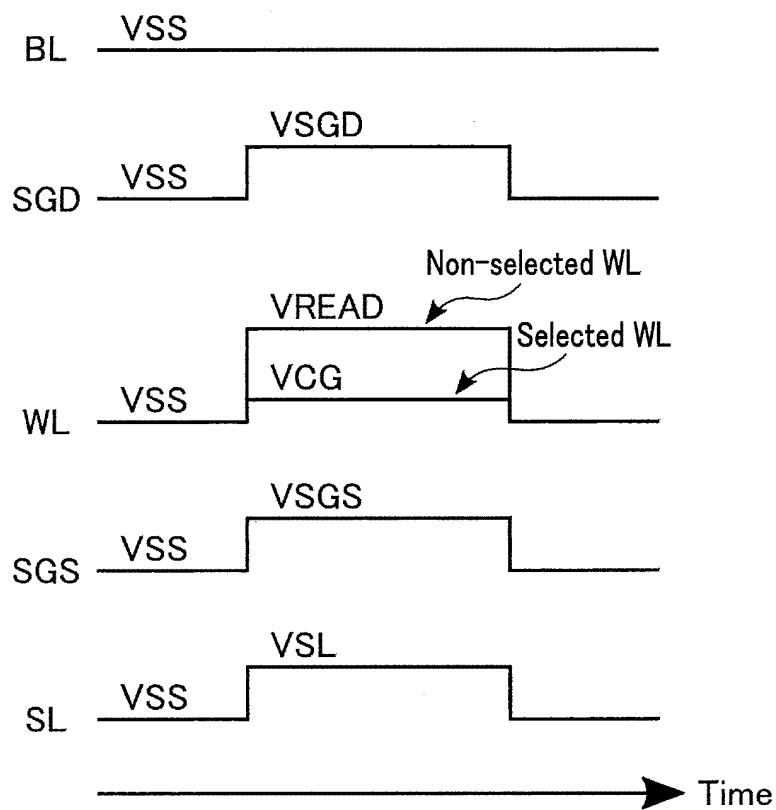 VSS
BL
VSGD
VSS
SGD
Non-selected WL
VREAD
Selected WL
VCG
VSS
WL
VSGS
VSS
SGS
VSL
VSS
SL
Time